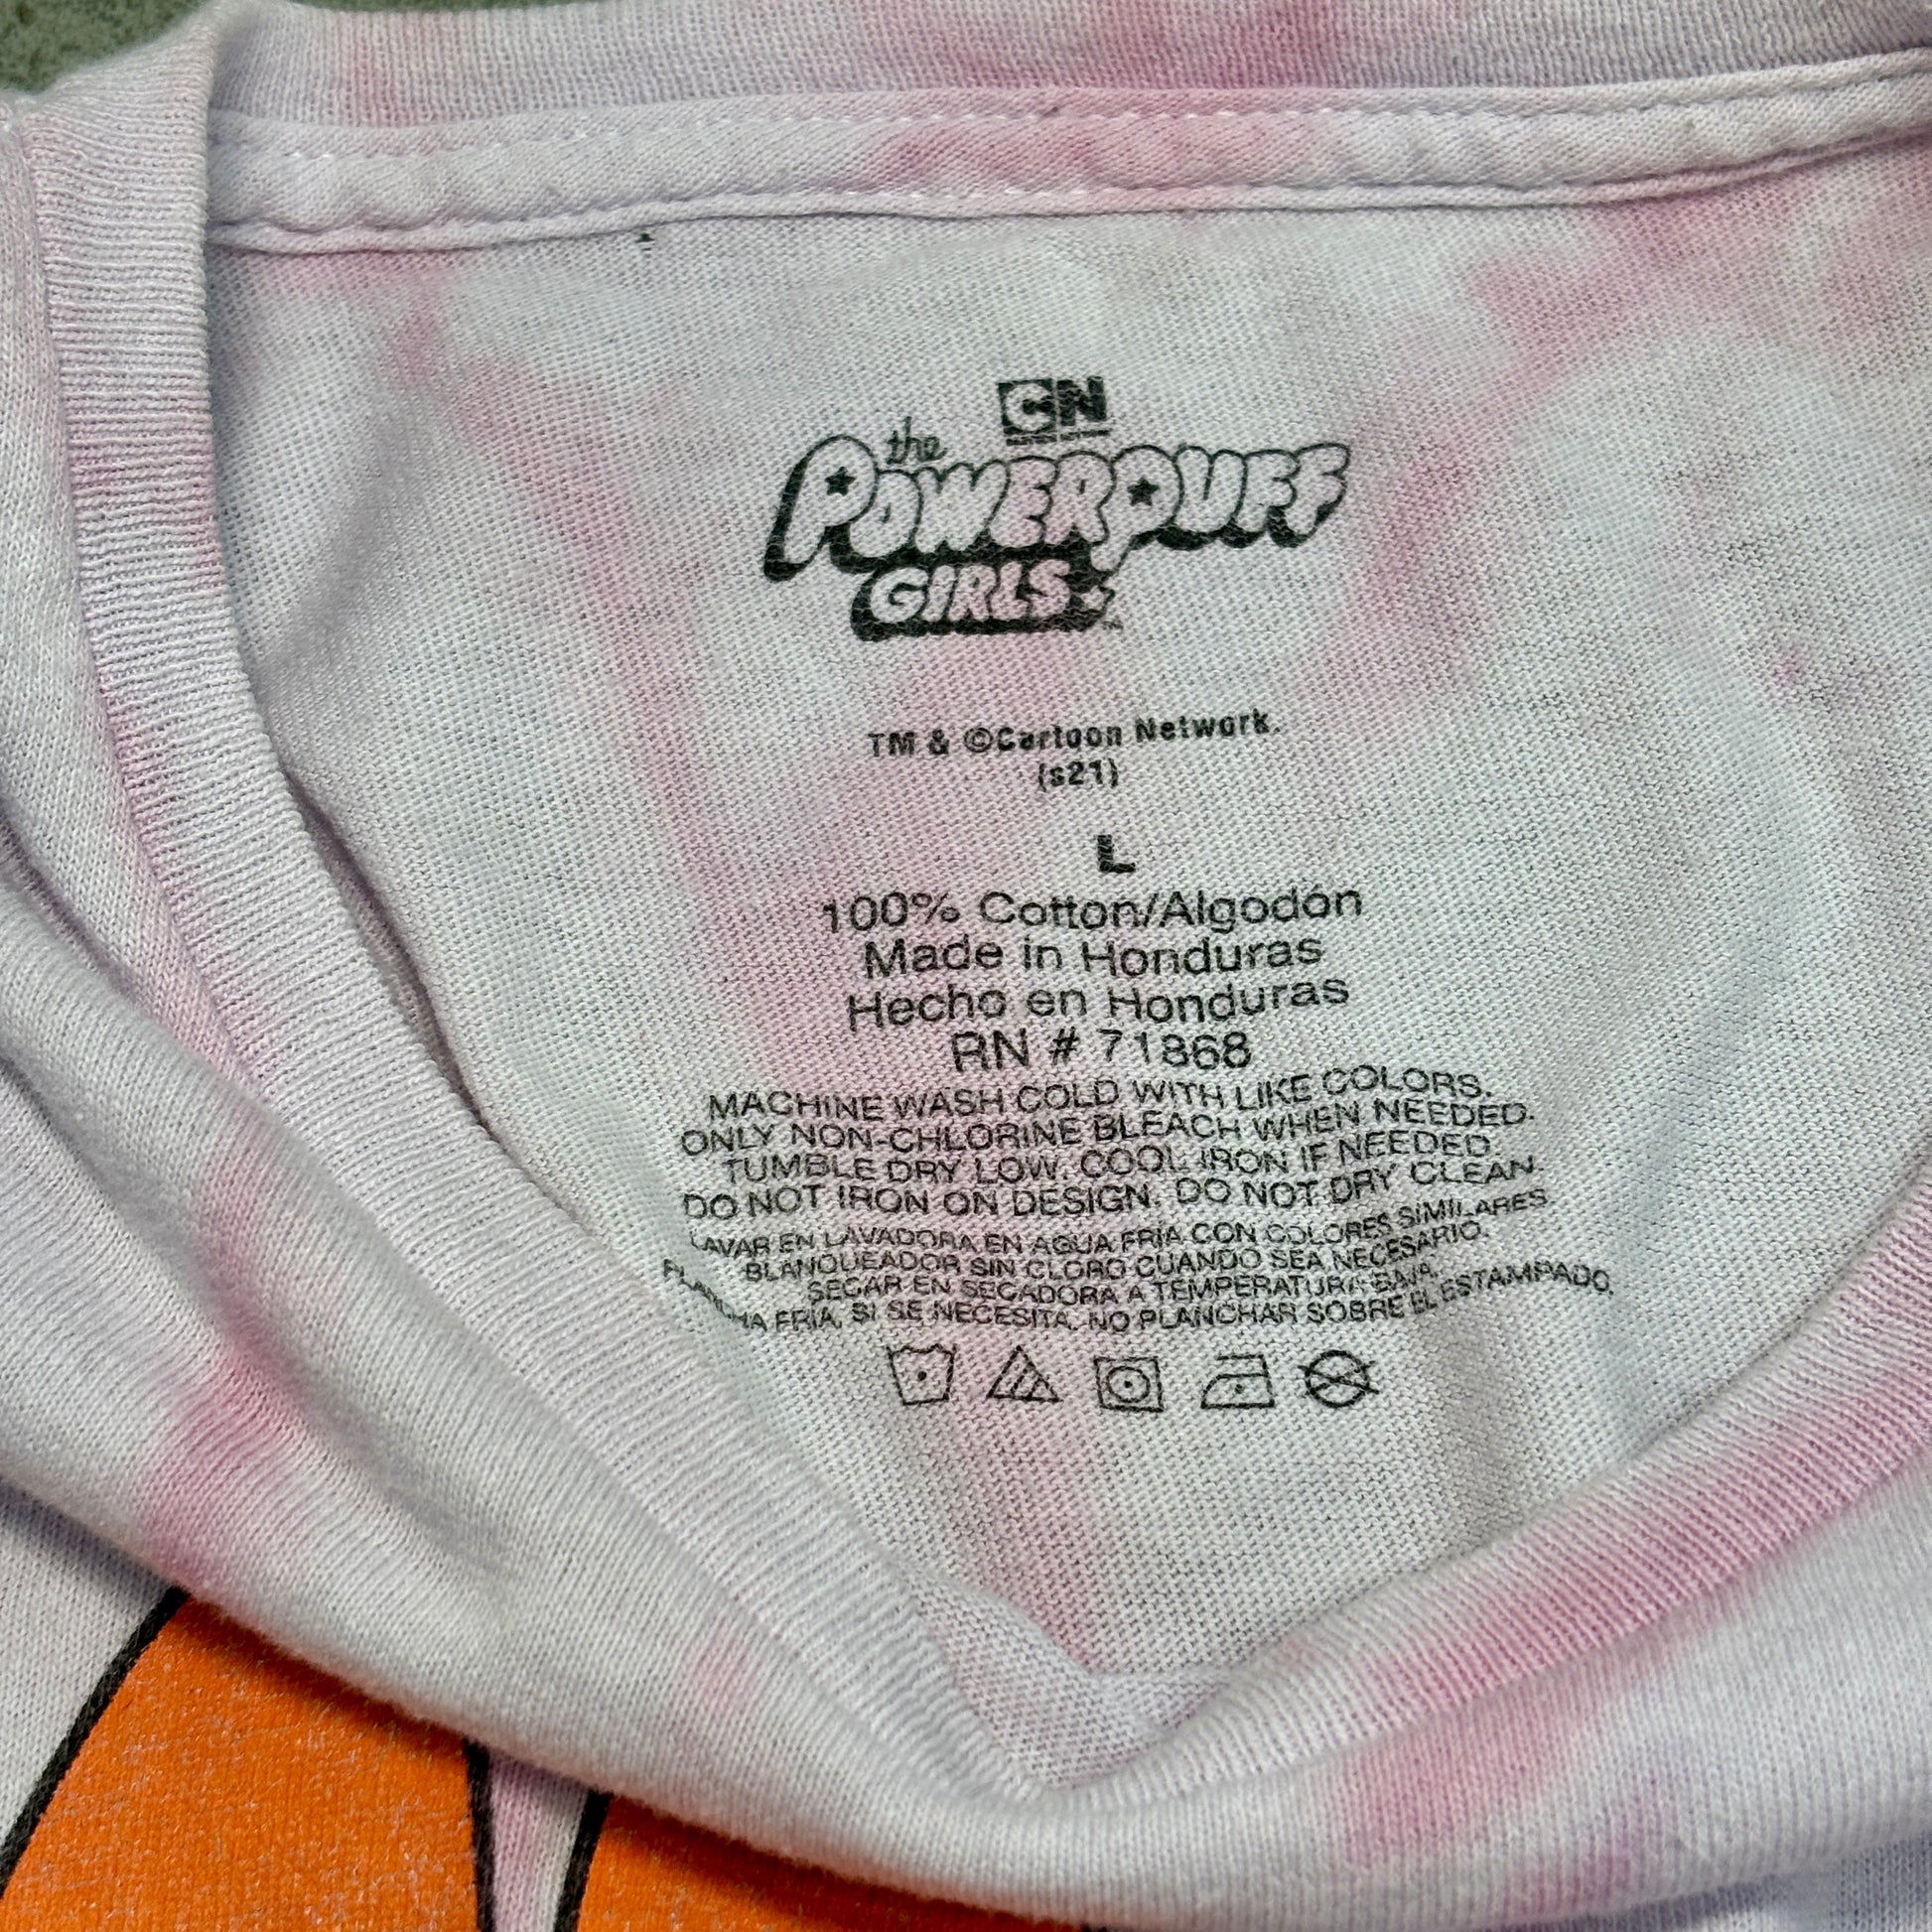 CN
the
POWERPUFF
GIRLS
TM & ©Cartoon Network.
(s21)
L
100% Cotton/Algodón
Made in Honduras
Hecho en Honduras
RN # 71868
MACHINE WASH COLD WITH LIKE COLORS.
ONLY NON-CHLORINE BLEACH WHEN NEEDED.
TUMBLE DRY LOW. COOL IRON IF NEEDED.
DO NOT IRON ON DESIGN. DO NOT DRY CLEAN.
LAVAR EN LAVADORA EN AGUA FRIA CON COLORES SIMILARES.
BLANQUEADOR SIN CLORO CUANDO SEA NECESARIO.
SECAR EN SECADORA A TEMPERATURA BAJA.
PLANCHA FRÍA, SI SE NECESITA. NO PLANCHAR SOBRE EL ESTAMPADO.